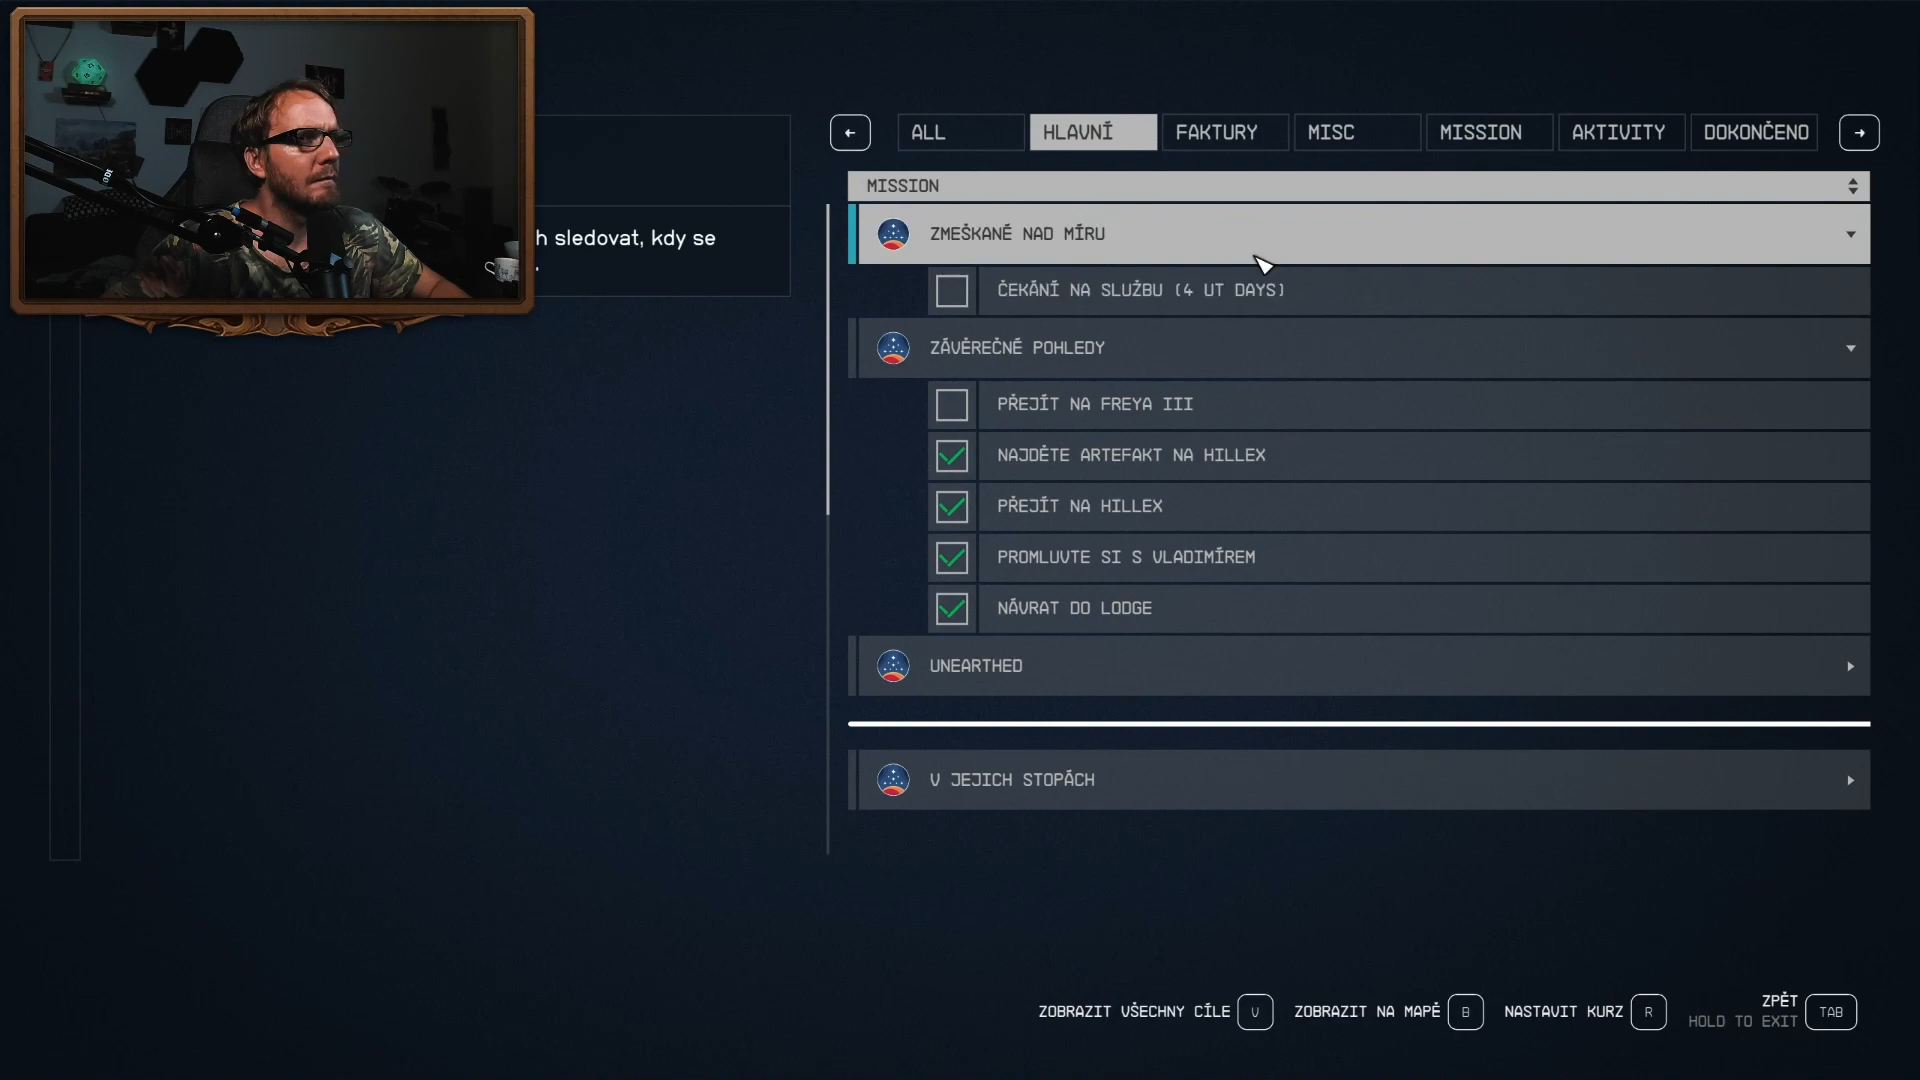 h sledovat, kdy se
.
ALL
HLAVNÍ
FAKTURY
MISC
MISSION
AKTIVITY
DOKONČENO
MISSION
ZMEŠKANÉ NAD MÍRU
ČEKÁNÍ NA SLUŽBU (4 UT DAYS)
ZÁVĚREČNÉ POHLEDY
PŘEJÍT NA FREYA III
NAJDĚTE ARTEFAKT NA HILLEX
PŘEJÍT NA HILLEX
PROMLUVTE SI S VLADIMÍREM
NÁVRAT DO LODGE
UNEARTHED
V JEJICH STOPÁCH
ZOBRAZIT VŠECHNY CÍLE V
ZOBRAZIT NA MAPĚ B
NASTAVIT KURZ R
ZPĚT
HOLD TO EXIT TAB